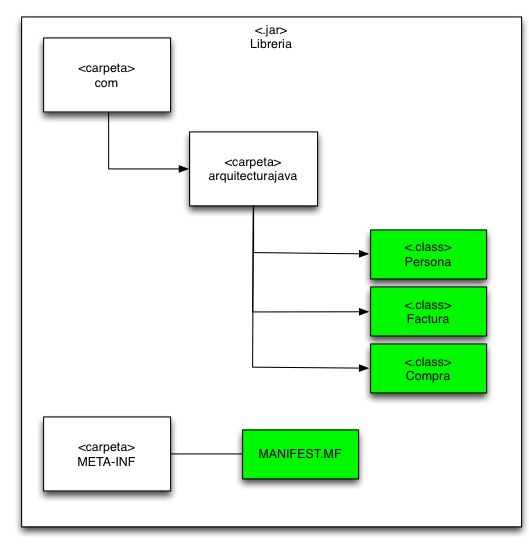 <.jar>
Libreria
<carpeta>
com
<carpeta>
arquitecturajava
<.class>
Persona
<.class>
Factura
<.class>
Compra
<carpeta>
META-INF
MANIFEST.MF